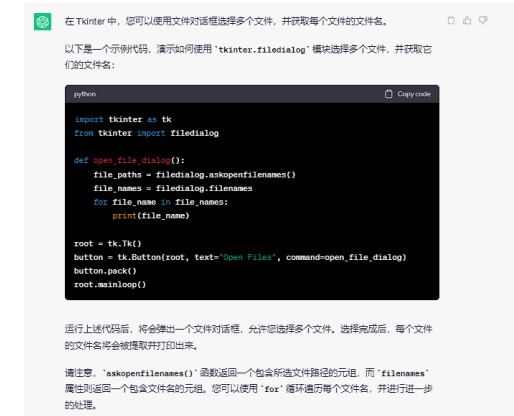 在 Tkinter 中，您可以使用文件对话框选择多个文件，并获取每个文件的文件名。
以下是一个示例代码，演示如何使用 `tkinter.filedialog` 模块选择多个文件，并获取它
们的文件名：
python
Copy code
import tkinter as tk
from tkinter import filedialog
def open_file_dialog():
    file_paths = filedialog.askopenfilenames()
    file_names = filedialog.filenames
    for file_name in file_names:
        print(file_name)
root = tk.Tk()
button = tk.Button(root, text="Open Files", command=open_file_dialog)
button.pack()
root.mainloop()
运行上述代码后，将会弹出一个文件对话框，允许您选择多个文件。选择完成后，每个文件
的文件名将会被提取并打印出来。
请注意，`askopenfilenames()` 函数返回一个包含所选文件路径的元组，而 `filenames`
属性则返回一个包含文件名的元组。您可以使用 `for` 循环遍历每个文件名，并进行进一步
的处理。